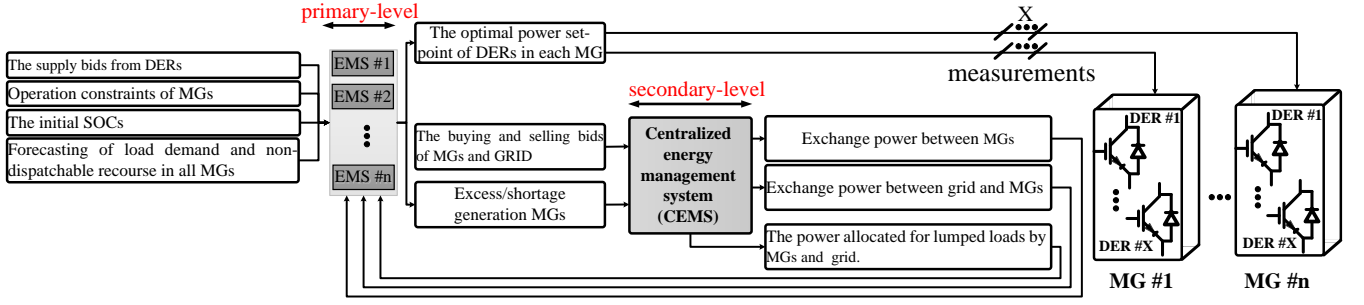 primary-level
The supply bids from DERs
Operation constraints of MGs
The initial SOCs
Forecasting of load demand and non-
dispatchable recourse in all MGs
EMS #1
EMS #2
EMS #n
The optimal power set-
point of DERs in each MG
The buying and selling bids
of MGs and GRID
Excess/shortage
generation MGs
secondary-level
Centralized
energy
management
system
(CEMS)
Exchange power between MGs
Exchange power between grid and MGs
The power allocated for lumped loads by
MGs and grid.
X
measurements
DER #1
DER #X
MG #1
DER #1
DER #X
MG #n